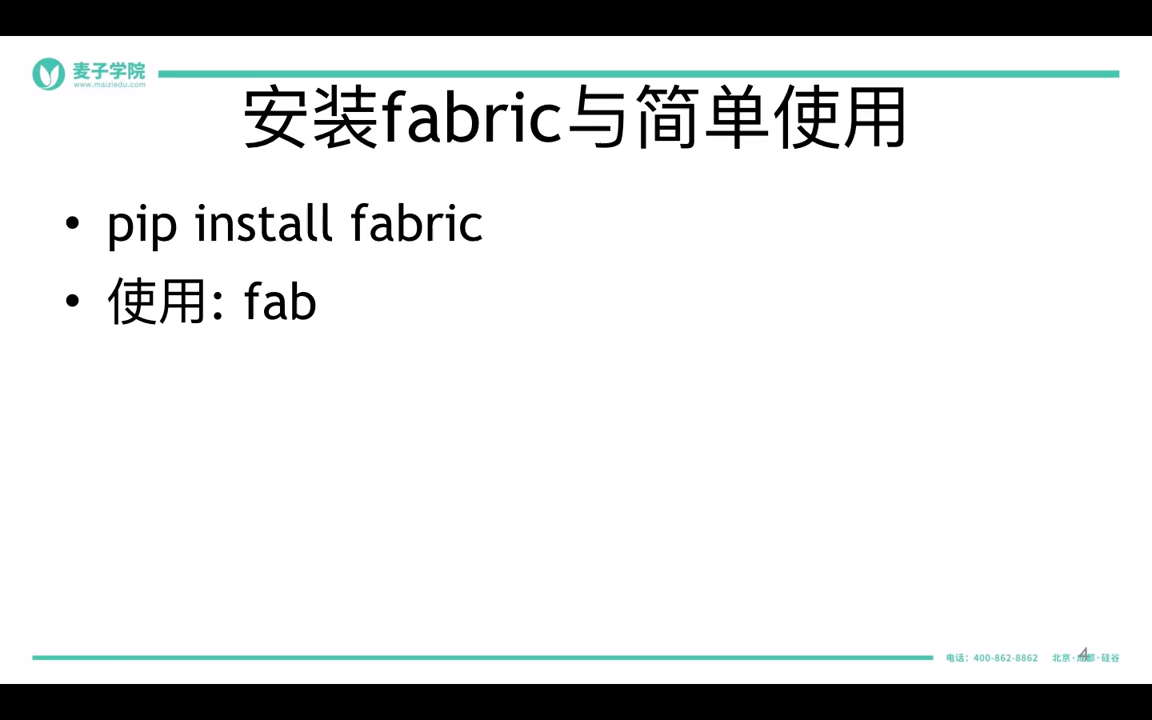 麦子学院
www.maiziedu.com
安装fabric与简单使用
• pip install fabric
• 使用: fab
电话: 400-862-8862 北京·成都·硅谷
4